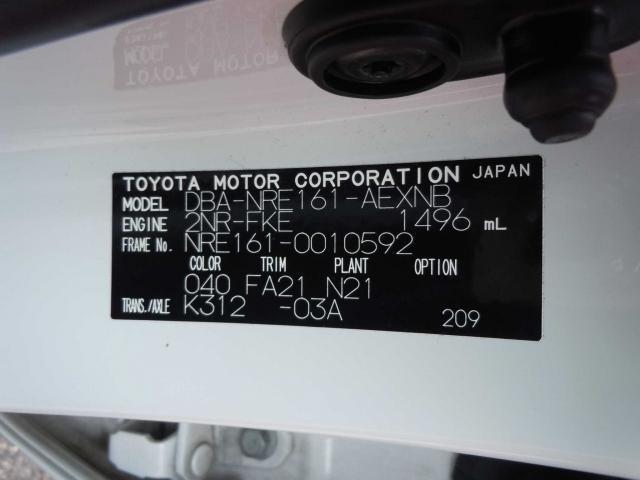 TOYOTA MOTOR CORPORATION JAPAN
MODEL DBA-NRE161-AEXNB
ENGINE 2NR-FKE 1496 mL
FRAME No. NRE161-0010592
COLOR TRIM PLANT OPTION
040 FA21 N21
TRANS./AXLE K312 -03A
209